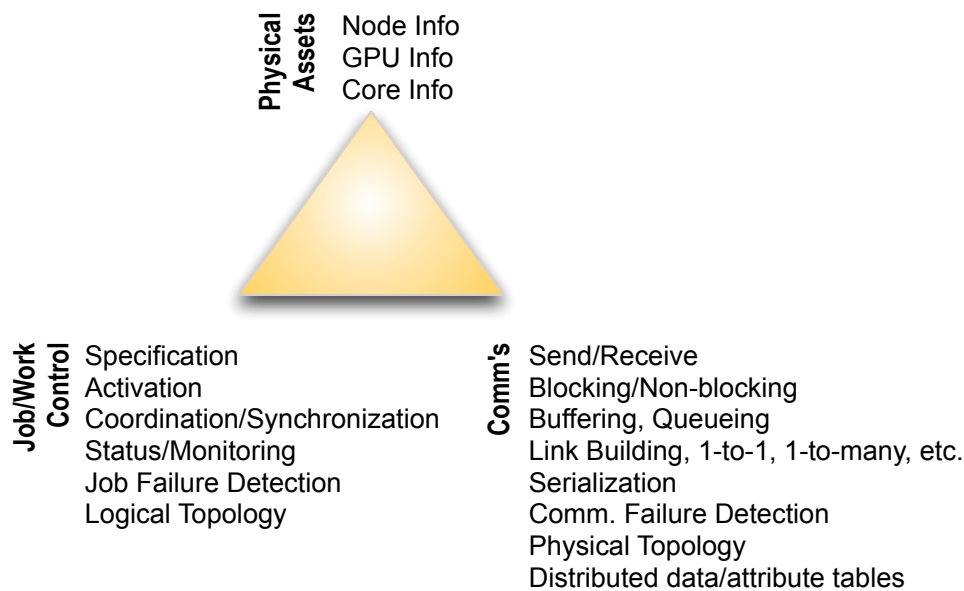 Physical
Assets
Node Info
GPU Info
Core Info
Job/Work
Control
Specification
Activation
Coordination/Synchronization
Status/Monitoring
Job Failure Detection
Logical Topology
Comm's
Send/Receive
Blocking/Non-blocking
Buffering, Queueing
Link Building, 1-to-1, 1-to-many, etc.
Serialization
Comm. Failure Detection
Physical Topology
Distributed data/attribute tables